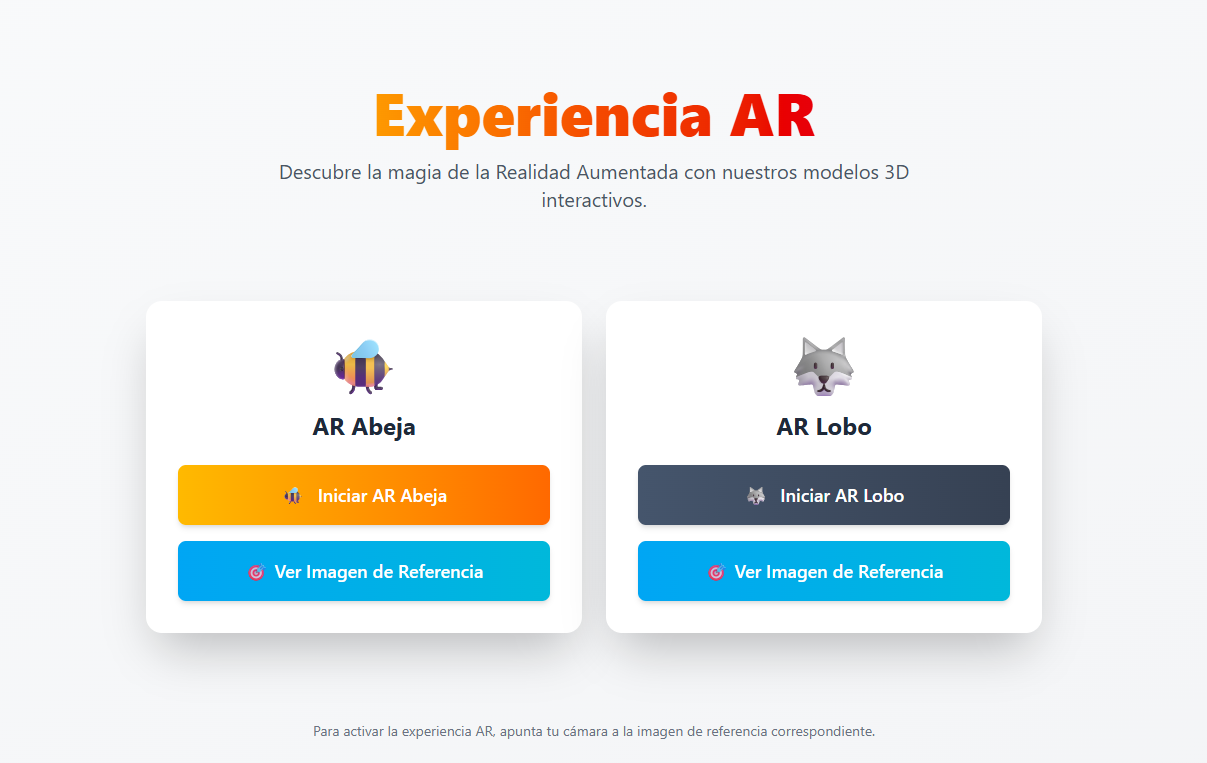 Experiencia AR
Descubre la magia de la Realidad Aumentada con nuestros modelos 3D
interactivos.
AR Abeja
Iniciar AR Abeja
Ver Imagen de Referencia
AR Lobo
Iniciar AR Lobo
Ver Imagen de Referencia
Para activar la experiencia AR, apunta tu cámara a la imagen de referencia correspondiente.